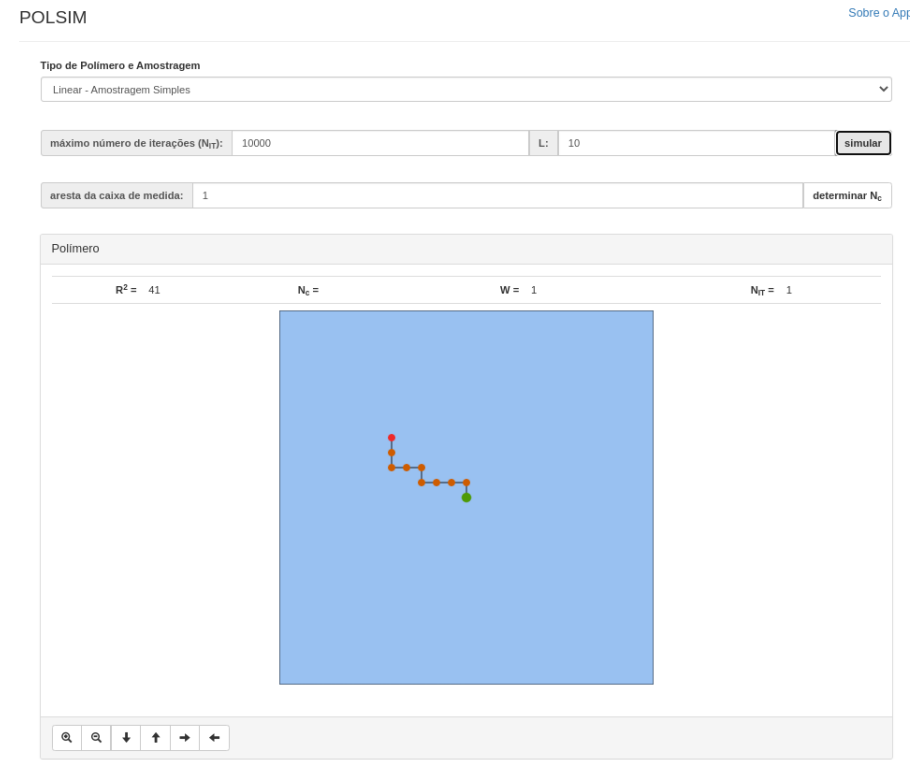 POLSIM
Sobre o App
Tipo de Polímero e Amostragem
Linear - Amostragem Simples
máximo número de iterações (NIT): 10000 L: 10 simular
aresta da caixa de medida: 1 determinar Nc
Polímero
R² = 41 Nc = W = 1 NIT = 1